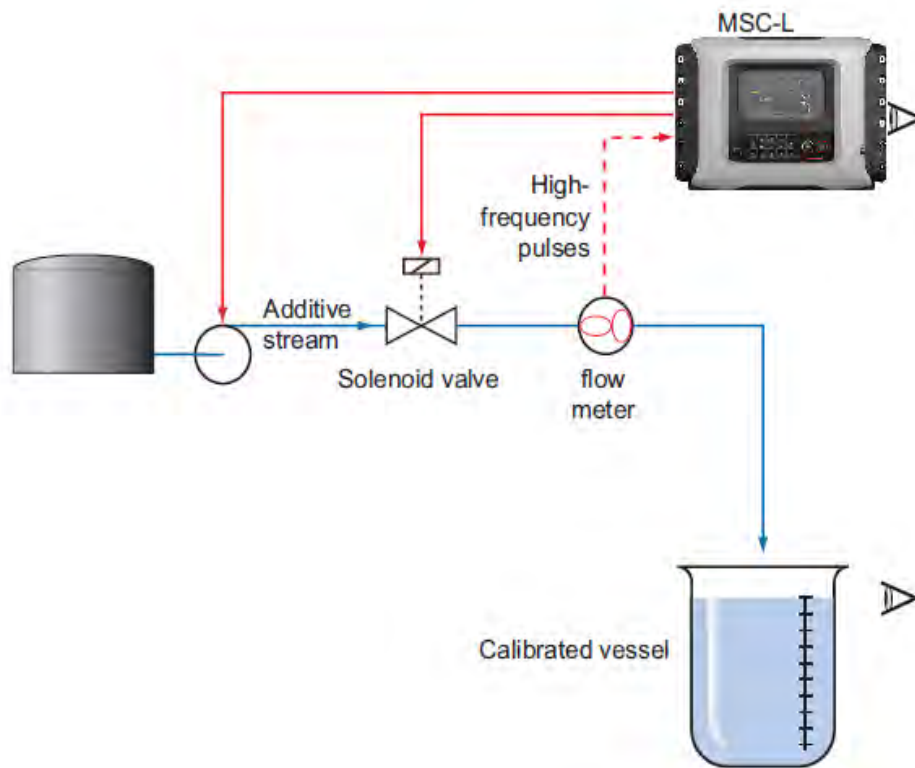 MSC-L
High-
frequency
pulses
Additive
stream
Solenoid valve
flow
meter
Calibrated vessel